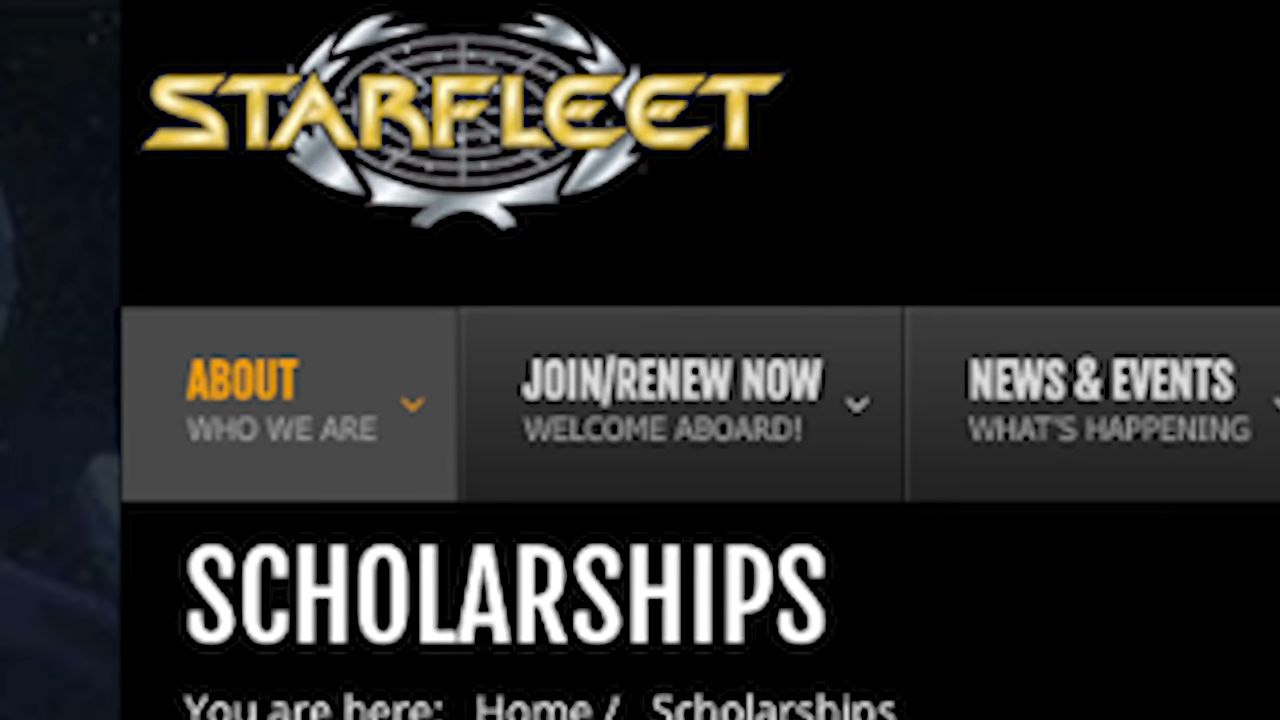 STARFLEET
ABOUT
WHO WE ARE
JOIN/RENEW NOW
WELCOME ABOARD!
NEWS & EVENTS
WHAT'S HAPPENING
SCHOLARSHIPS
You are here: Home / Scholarships